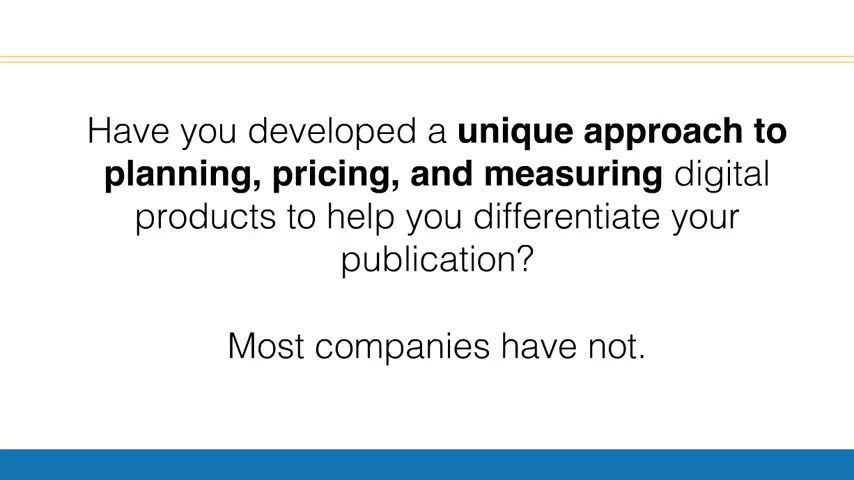 Have you developed a unique approach to
planning, pricing, and measuring digital
products to help you differentiate your
publication?
Most companies have not.